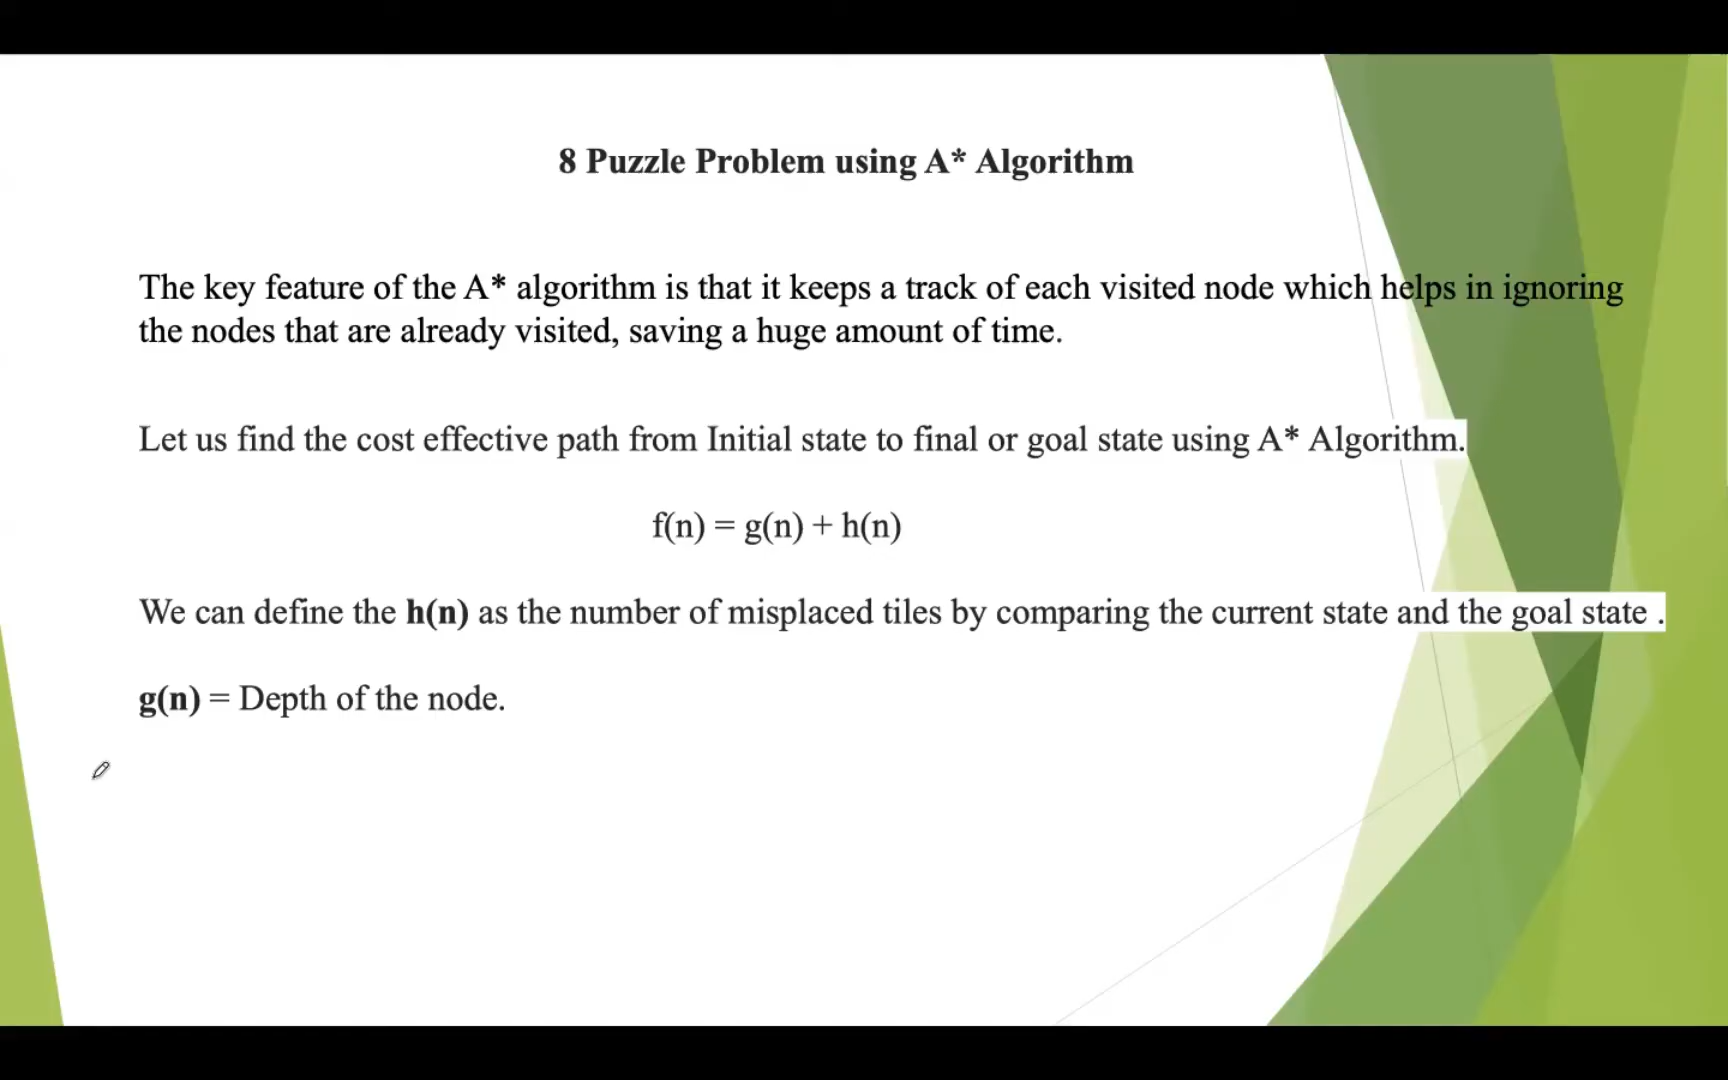 8 Puzzle Problem using A* Algorithm
The key feature of the A* algorithm is that it keeps a track of each visited node which helps in ignoring
the nodes that are already visited, saving a huge amount of time.
Let us find the cost effective path from Initial state to final or goal state using A* Algorithm.
f(n) = g(n) + h(n)
We can define the h(n) as the number of misplaced tiles by comparing the current state and the goal state .
g(n) = Depth of the node.